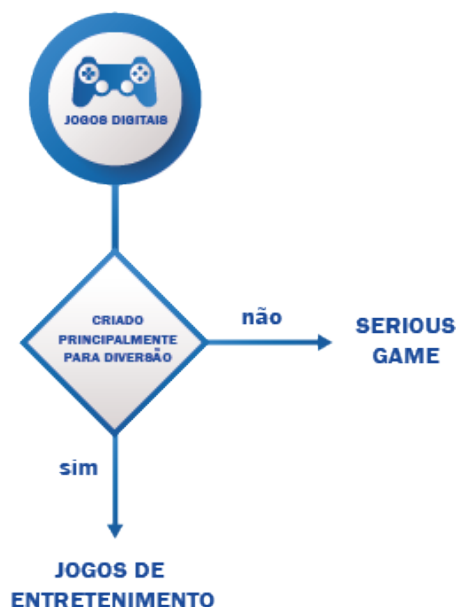 JOGOS DIGITAIS
CRIADO
PRINCIPALMENTE
PARA DIVERSÃO
não
SERIOUS
GAME
sim
JOGOS DE
ENTRETENIMENTO